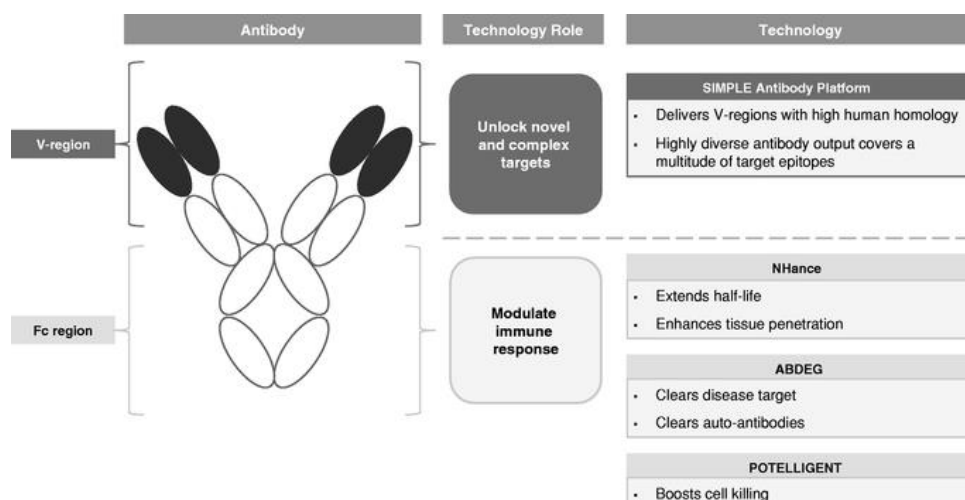 Antibody
Technology Role
Technology
V-region
Unlock novel
and complex
targets
SIMPLE Antibody Platform
• Delivers V-regions with high human homology
• Highly diverse antibody output covers a
multitude of target epitopes
Fc region
Modulate
immune
response
NHance
• Extends half-life
• Enhances tissue penetration
ABDEG
• Clears disease target
• Clears auto-antibodies
POTELLIGENT
• Boosts cell killing